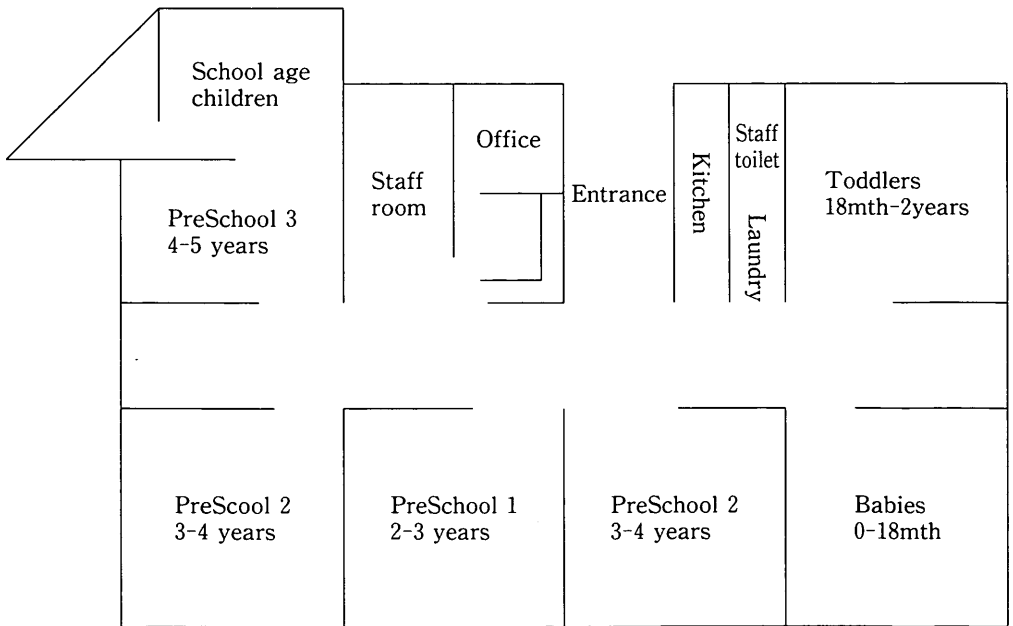 School age
children
Office
Staff
room
Entrance
Kitchen
Staff
toilet
Laundry
Toddlers
18mth-2years
PreSchool 3
4-5 years
PreScool 2
3-4 years
PreSchool 1
2-3 years
PreSchool 2
3-4 years
Babies
0-18mth